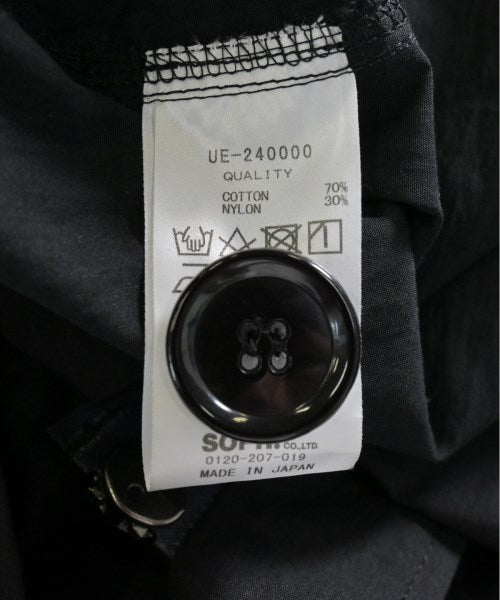 UE-240000
QUALITY
COTTON 70%
NYLON 30%
CO.,LTD.
0120-207-019
MADE IN JAPAN